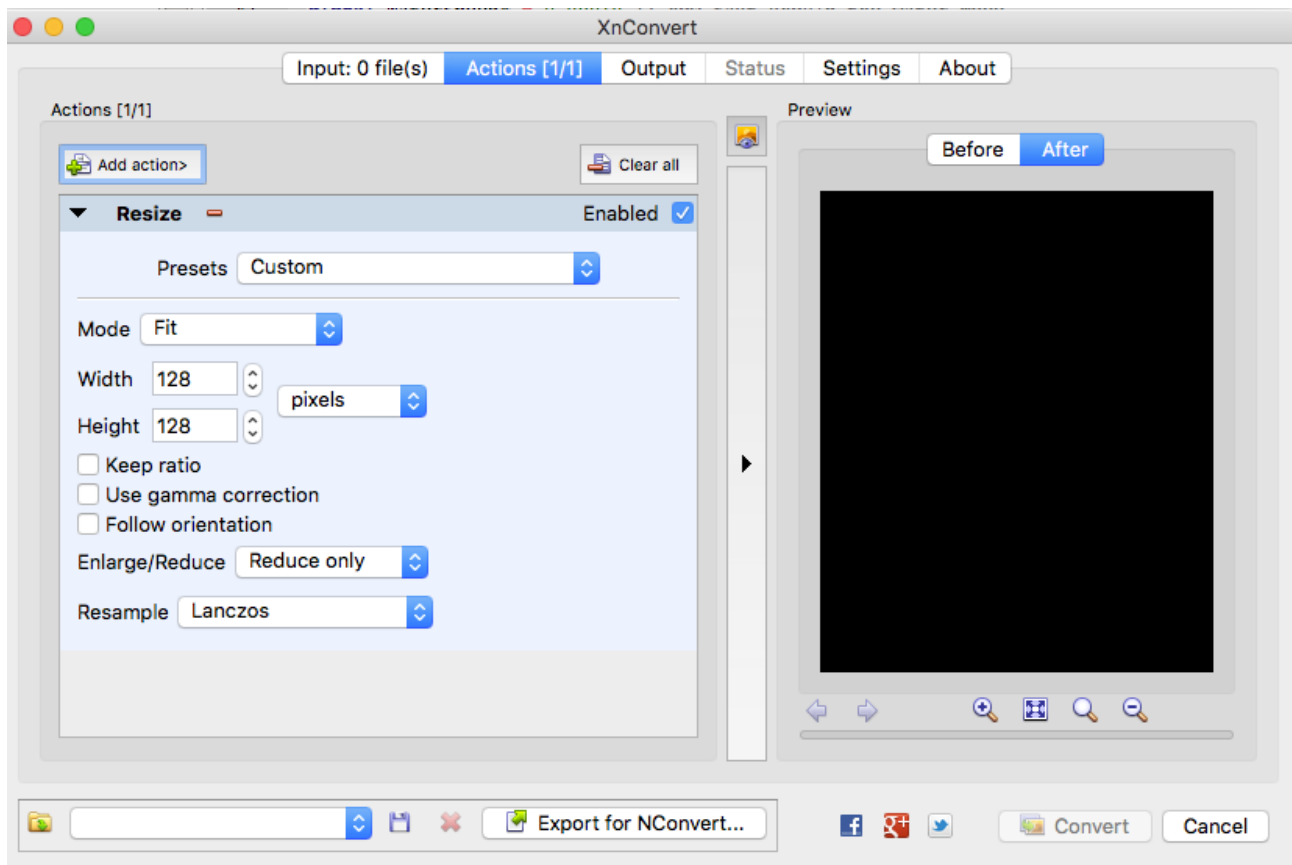 XnConvert
Input: 0 file(s) Actions [1/1] Output Status Settings About
Actions [1/1]
Preview
Add action>
Clear all
Before After
Resize Enabled
Presets Custom
Mode Fit
Width 128
pixels
Height 128
Keep ratio
Use gamma correction
Follow orientation
Enlarge/Reduce Reduce only
Resample Lanczos
Export for NConvert...
f g+ Convert Cancel